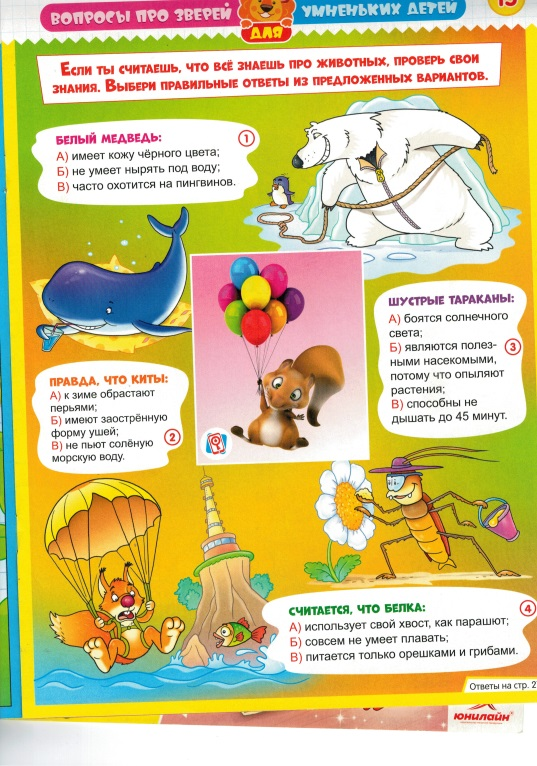 ВОПРОСЫ ПРО ЗВЕРЕЙ
ДЛЯ
УМНЕНЬКИХ ДЕТЕЙ
Если ты считаешь, что всё знаешь про животных, проверь свои
знания. Выбери правильные ответы из предложенных вариантов.
БЕЛЫЙ МЕДВЕДЬ:
1
А) имеет кожу чёрного цвета;
Б) не умеет нырять под воду;
В) часто охотится на пингвинов.
ШУСТРЫЕ ТАРАКАНЫ:
А) боятся солнечного
света;
Б) являются полез-
ными насекомыми,
3
потому что опыляют
растения;
В) способны не
дышать до 45 минут.
ПРАВДА, ЧТО КИТЫ:
А) к зиме обрастают
перьями;
Б) имеют заострённую
форму ушей;
2
В) не пьют солёную
морскую воду.
СЧИТАЕТСЯ, ЧТО БЕЛКА:
4
А) использует свой хвост, как парашют;
Б) совсем не умеет плавать;
В) питается только орешками и грибами.
Ответы на стр. 2
ЮНИЛАЙН